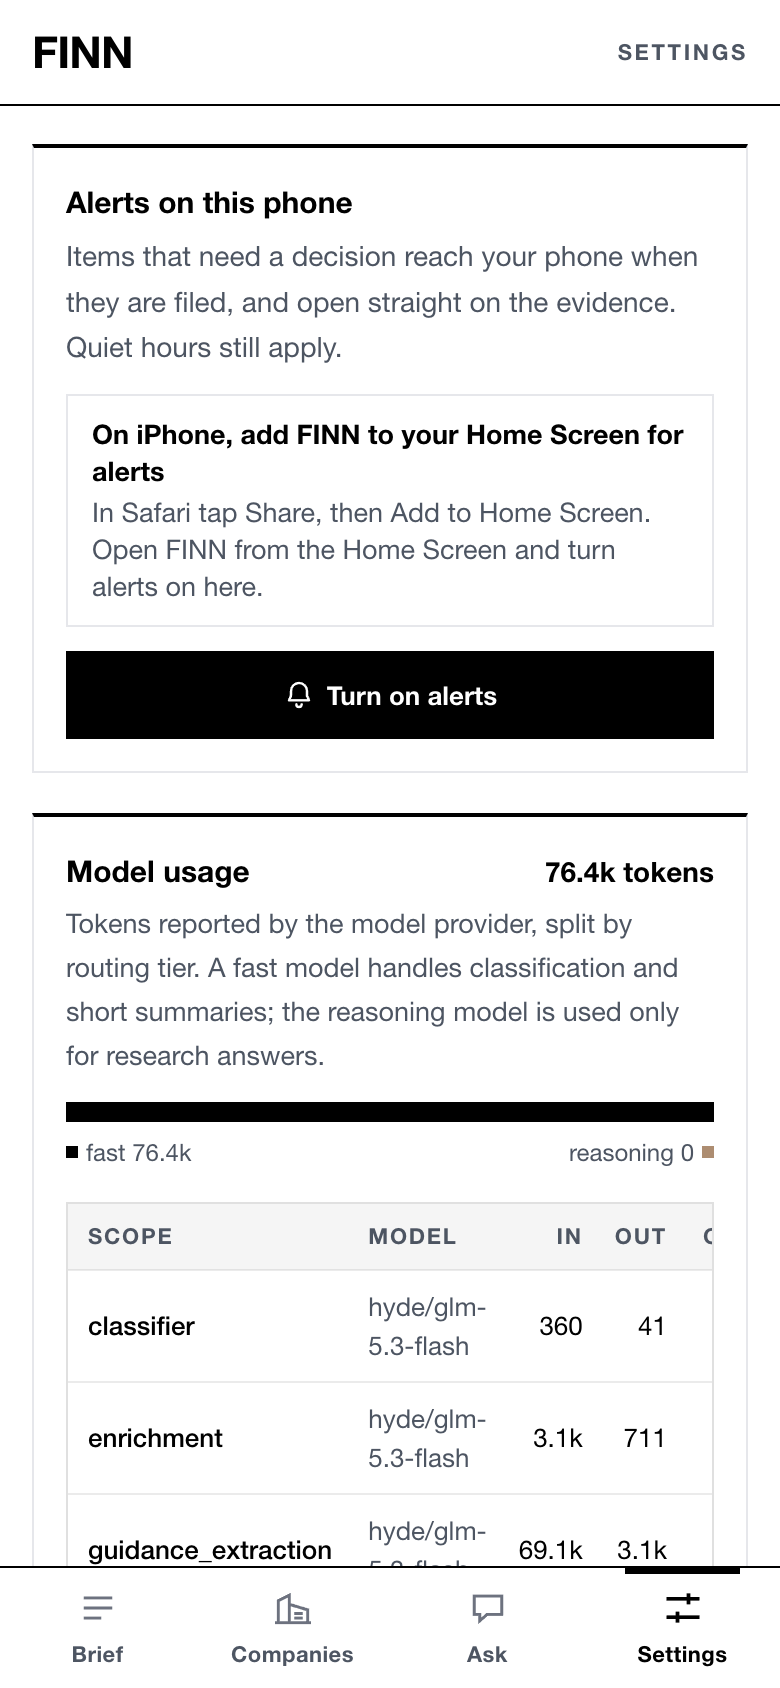 FINN
SETTINGS
Alerts on this phone
Items that need a decision reach your phone when
they are filed, and open straight on the evidence.
Quiet hours still apply.
On iPhone, add FINN to your Home Screen for
alerts
In Safari tap Share, then Add to Home Screen.
Open FINN from the Home Screen and turn
alerts on here.
Turn on alerts
Model usage 76.4k tokens
Tokens reported by the model provider, split by
routing tier. A fast model handles classification and
short summaries; the reasoning model is used only
for research answers.
fast 76.4k reasoning 0
SCOPE MODEL IN OUT
classifier hyde/glm-
5.3-flash 360 41
enrichment hyde/glm-
5.3-flash 3.1k 711
guidance_extraction hyde/glm-
69.1k 3.1k
Brief Companies Ask Settings